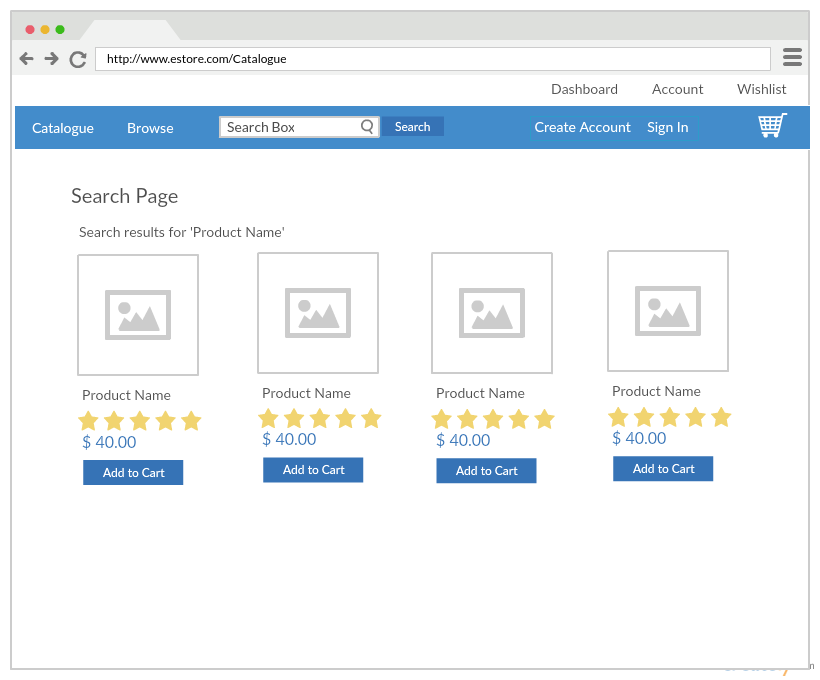 http://www.estore.com/Catalogue
Dashboard Account Wishlist
Catalogue Browse Search Box Search Create Account Sign In
Search Page
Search results for 'Product Name'
Product Name Product Name Product Name Product Name
$ 40.00 $ 40.00 $ 40.00 $ 40.00
Add to Cart Add to Cart Add to Cart Add to Cart